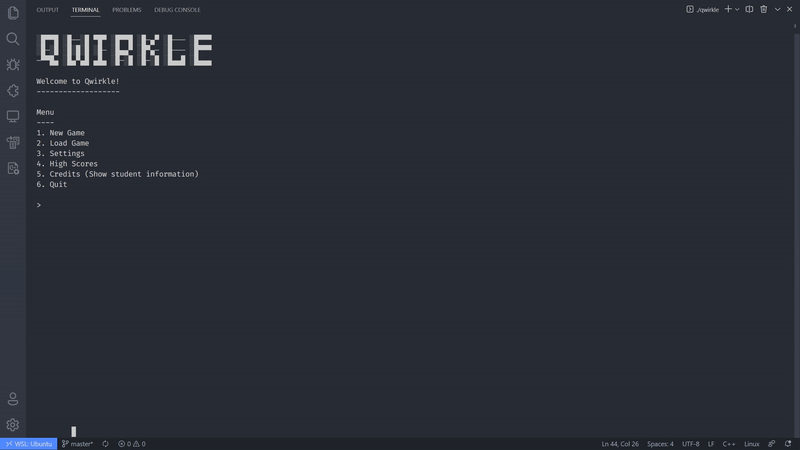 OUTPUT TERMINAL PROBLEMS DEBUG CONSOLE ./qwirkle
QWIRKLE
Welcome to Qwirkle!
-------------------
Menu
----
1. New Game
2. Load Game
3. Settings
4. High Scores
5. Credits (Show student information)
6. Quit
>
WSL: Ubuntu master* 0 0 Ln 44, Col 26 Spaces: 4 UTF-8 LF C++ Linux